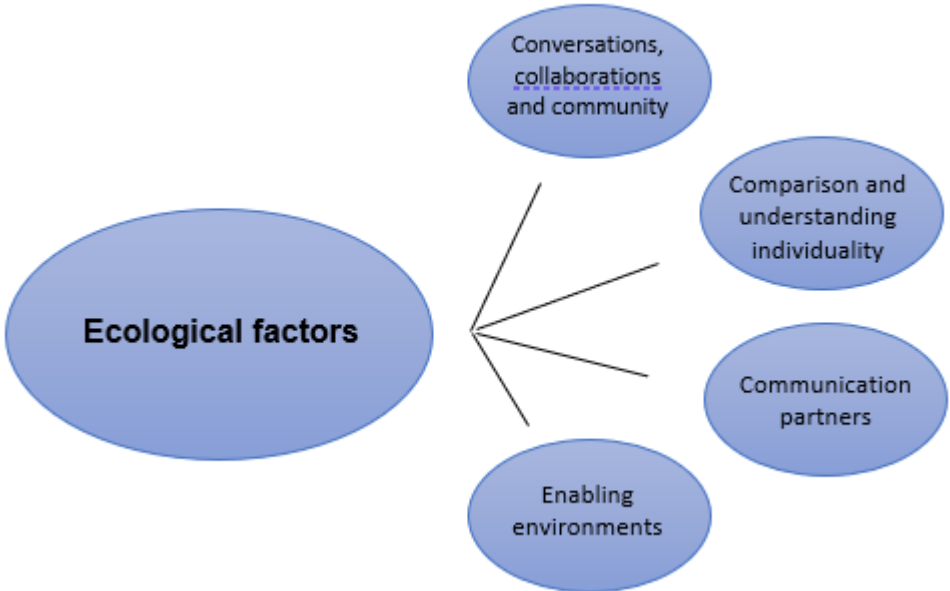 Conversations,
collaborations
and community
Comparison and
understanding
individuality
Ecological factors
Communication
partners
Enabling
environments